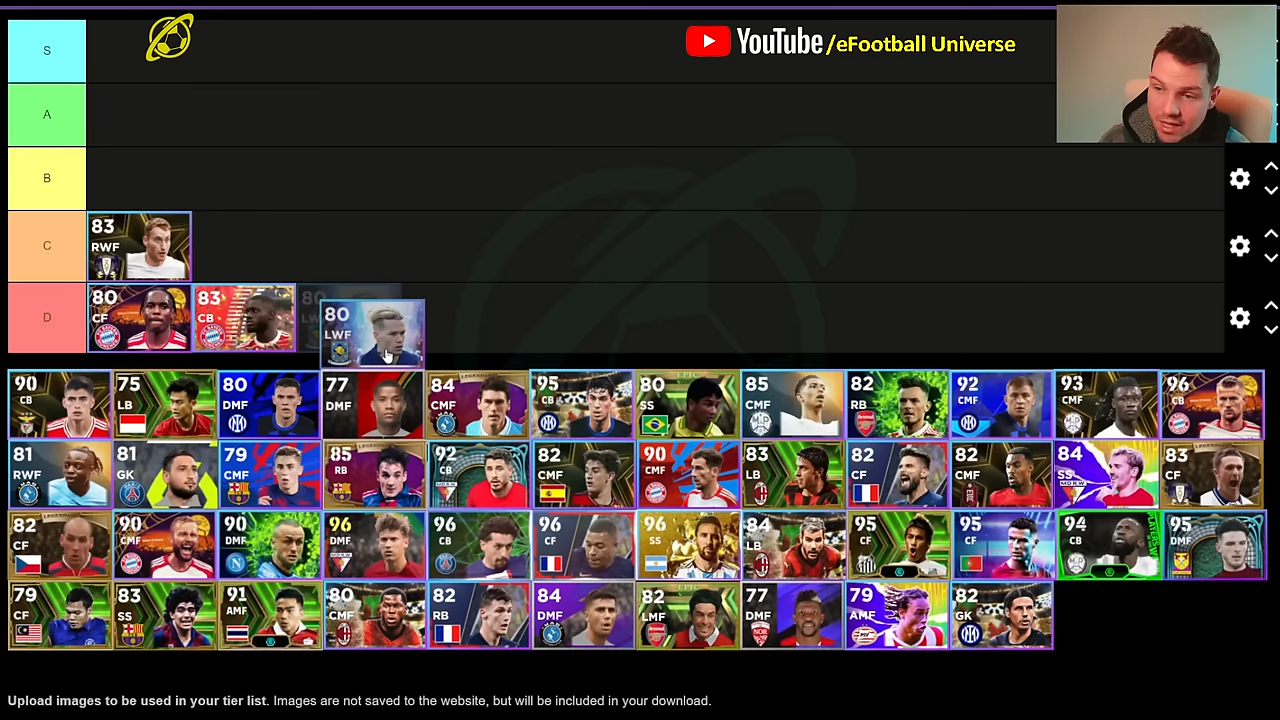 S
YouTube /eFootball Universe
A
B
C
83 RWF
D
80 CF
83 CB
80 LWF
90 CB
75 LB
80 DMF
77 DMF
84 CMF
95 CB
80 SS
85 CMF
82 RB
92 CMF
93 CMF
96 CB
81 RWF
81 GK
79 CMF
85 RB
92 CB
82 CMF
90 CMF
83 LB
82 CF
82 CMF
84 SS
83 CF
82 CF
90 CMF
90 DMF
96 DMF
96 CB
96 CF
96 SS
84 LB
95 CF
95 CF
94 CB
95 DMF
79 CF
83 SS
91 AMF
80 DMF
82 RB
84 DMF
82 LMF
77 DMF
79 AMF
82 GK
Upload images to be used in your tier list. Images are not saved to the website, but will be included in your download.